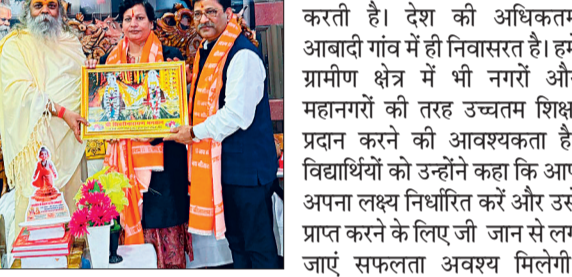 करती है। देश की अधिकतम
आबादी गांव में ही निवासरत है। हमें
ग्रामीण क्षेत्र में भी नगरों और
महानगरों की तरह उच्चतम शिक्षा
प्रदान करने की आवश्यकता है
विद्यार्थियों को उन्होंने कहा कि आप
अपना लक्ष्य निर्धारित करें और उसे
प्राप्त करने के लिए जी जान से लग
जाएं सफलता अवश्य मिलेगी